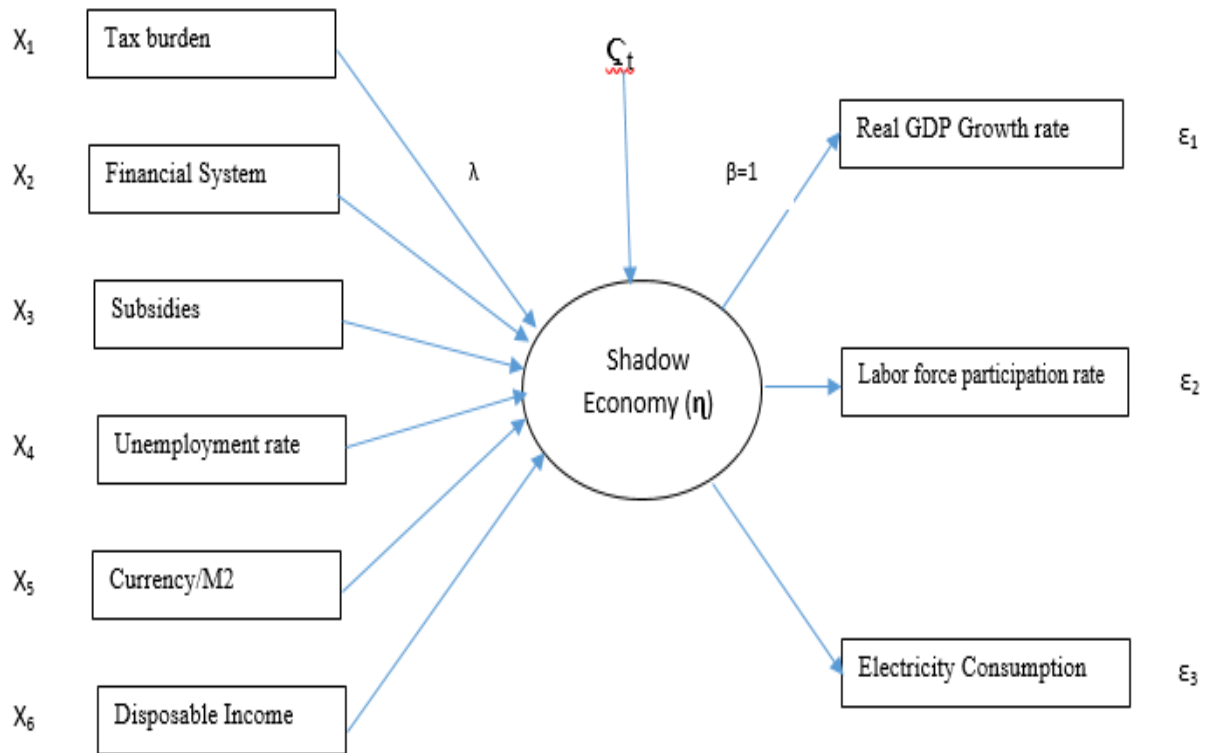 X₁ Tax burden
X₂ Financial System
X₃ Subsidies
X₄ Unemployment rate
X₅ Currency/M2
X₆ Disposable Income
λ
ς_t
β=1
Shadow
Economy (η)
Real GDP Growth rate ε₁
Labor force participation rate ε₂
Electricity Consumption ε₃